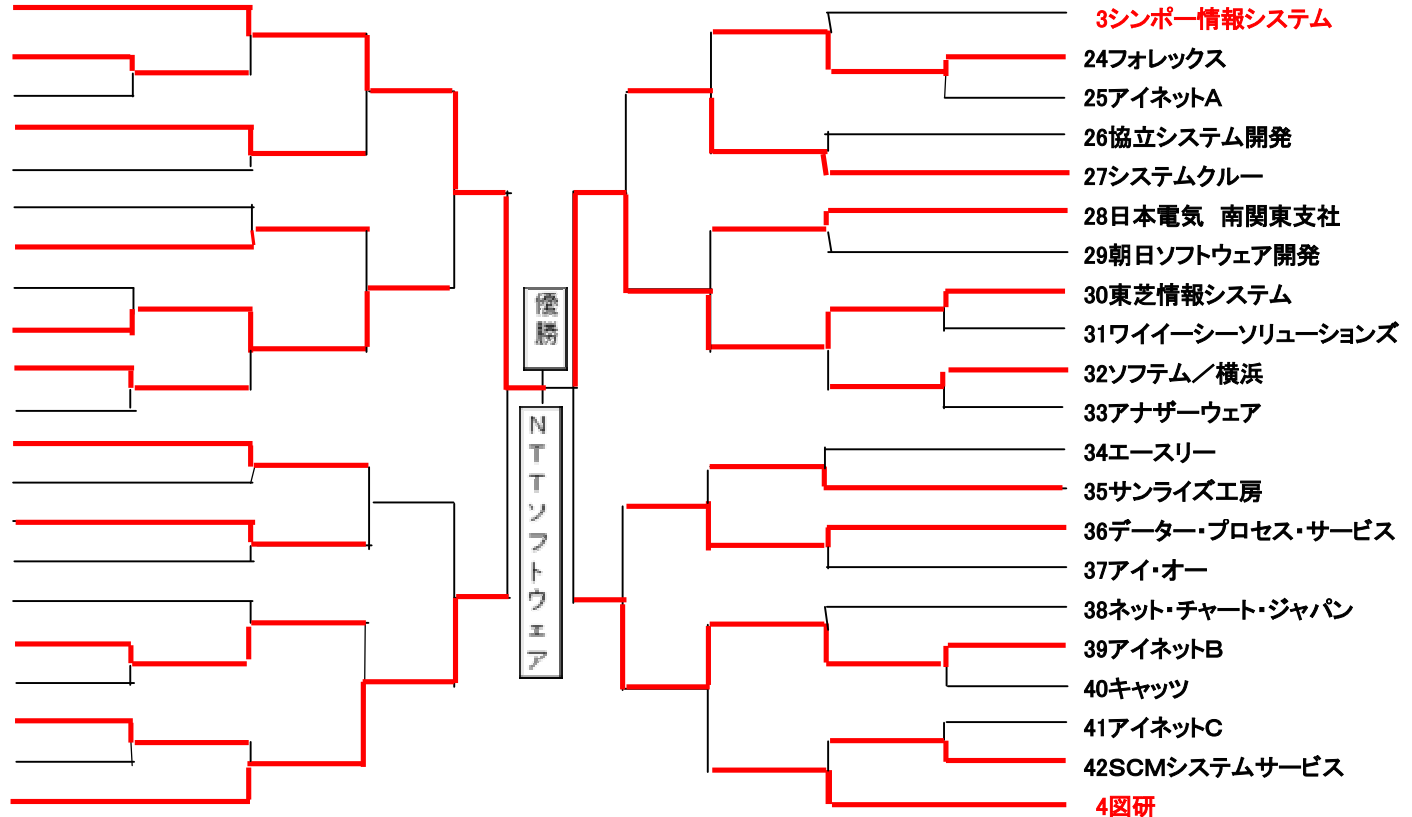 優勝
NTTソフトウェア
3シンポー情報システム
24フォレックス
25アイネットA
26協立システム開発
27システムクルー
28日本電気　南関東支社
29朝日ソフトウェア開発
30東芝情報システム
31ワイイーシーソリューションズ
32ソフテム／横浜
33アナザーウェア
34エースリー
35サンライズ工房
36データー・プロセス・サービス
37アイ・オー
38ネット・チャート・ジャパン
39アイネットB
40キャッツ
41アイネットC
42SCMシステムサービス
4図研